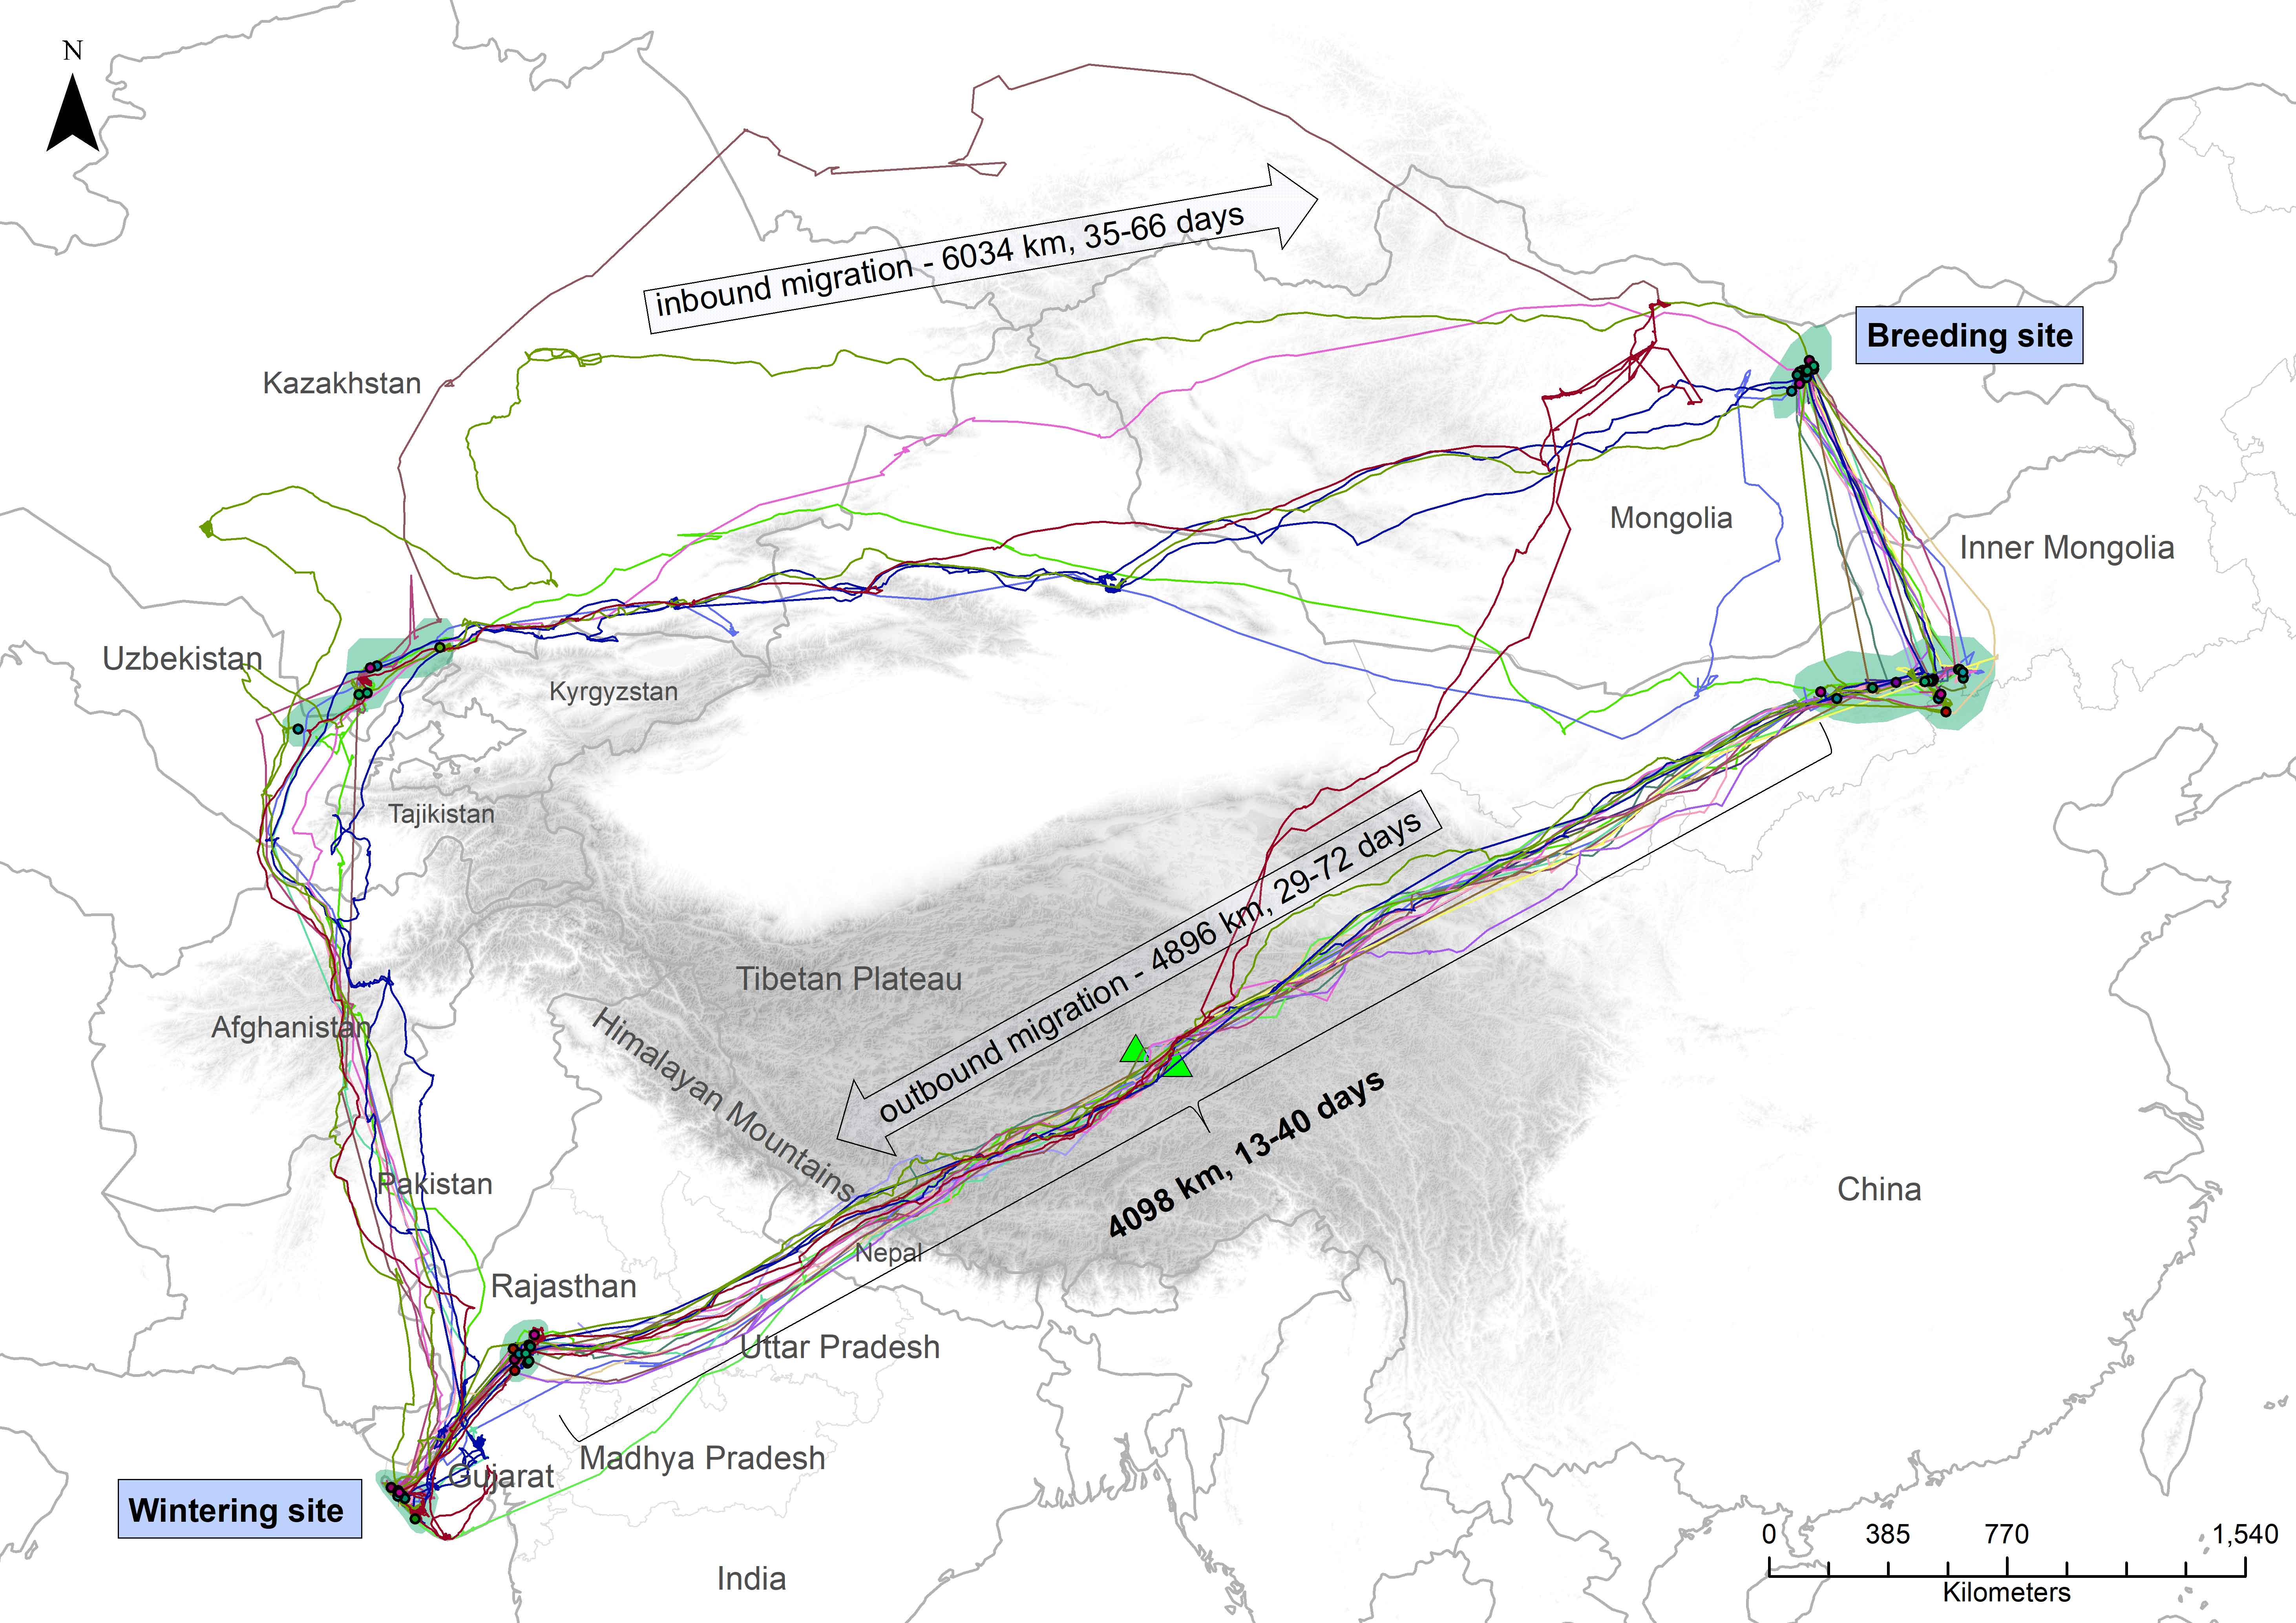 N
inbound migration - 6034 km, 35-66 days
Breeding site
Kazakhstan
Mongolia
Inner Mongolia
Uzbekistan
Kyrgyzstan
Tajikistan
outbound migration - 4896 km, 29-72 days
Tibetan Plateau
Afghanistan
Himalayan Mountains
4098 km, 13-40 days
Pakistan
China
Nepal
Rajasthan
Uttar Pradesh
Madhya Pradesh
Gujarat
Wintering site
India
0 385 770 1,540
Kilometers